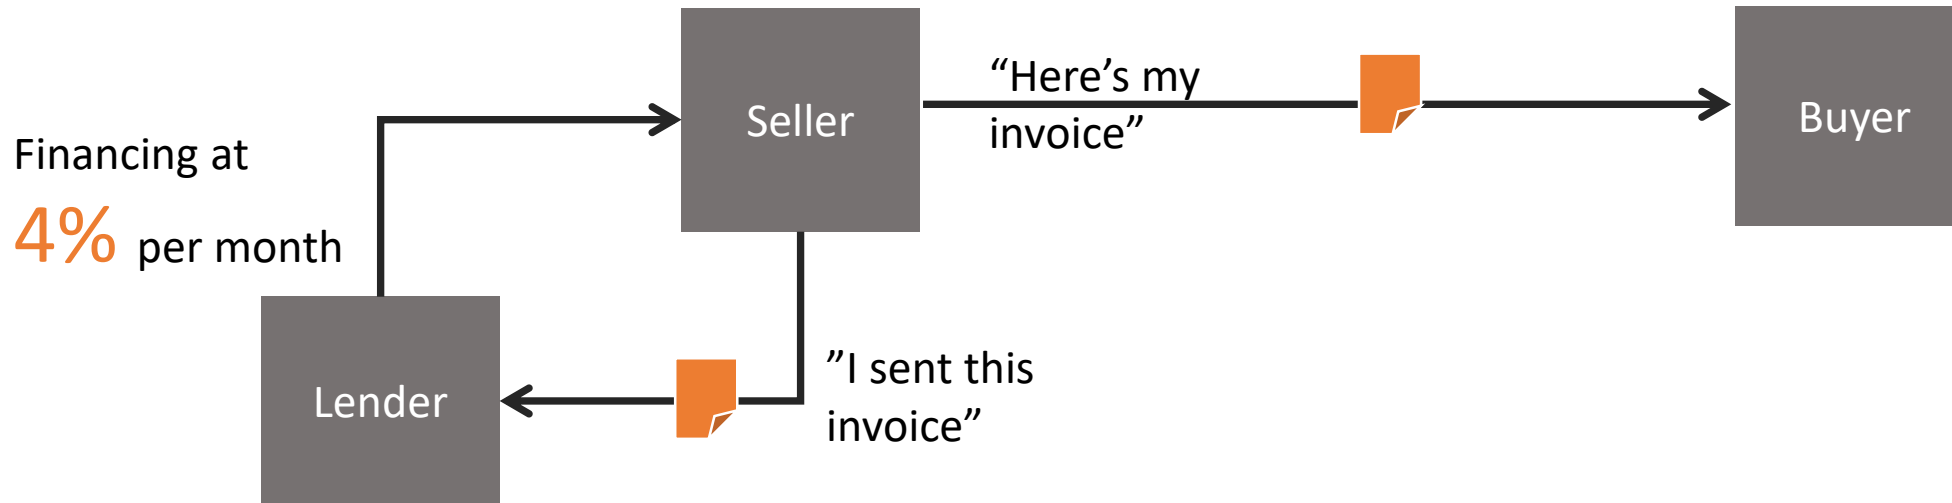 Seller
“Here’s my
invoice”
Buyer
Financing at
4% per month
Lender
”I sent this
invoice”